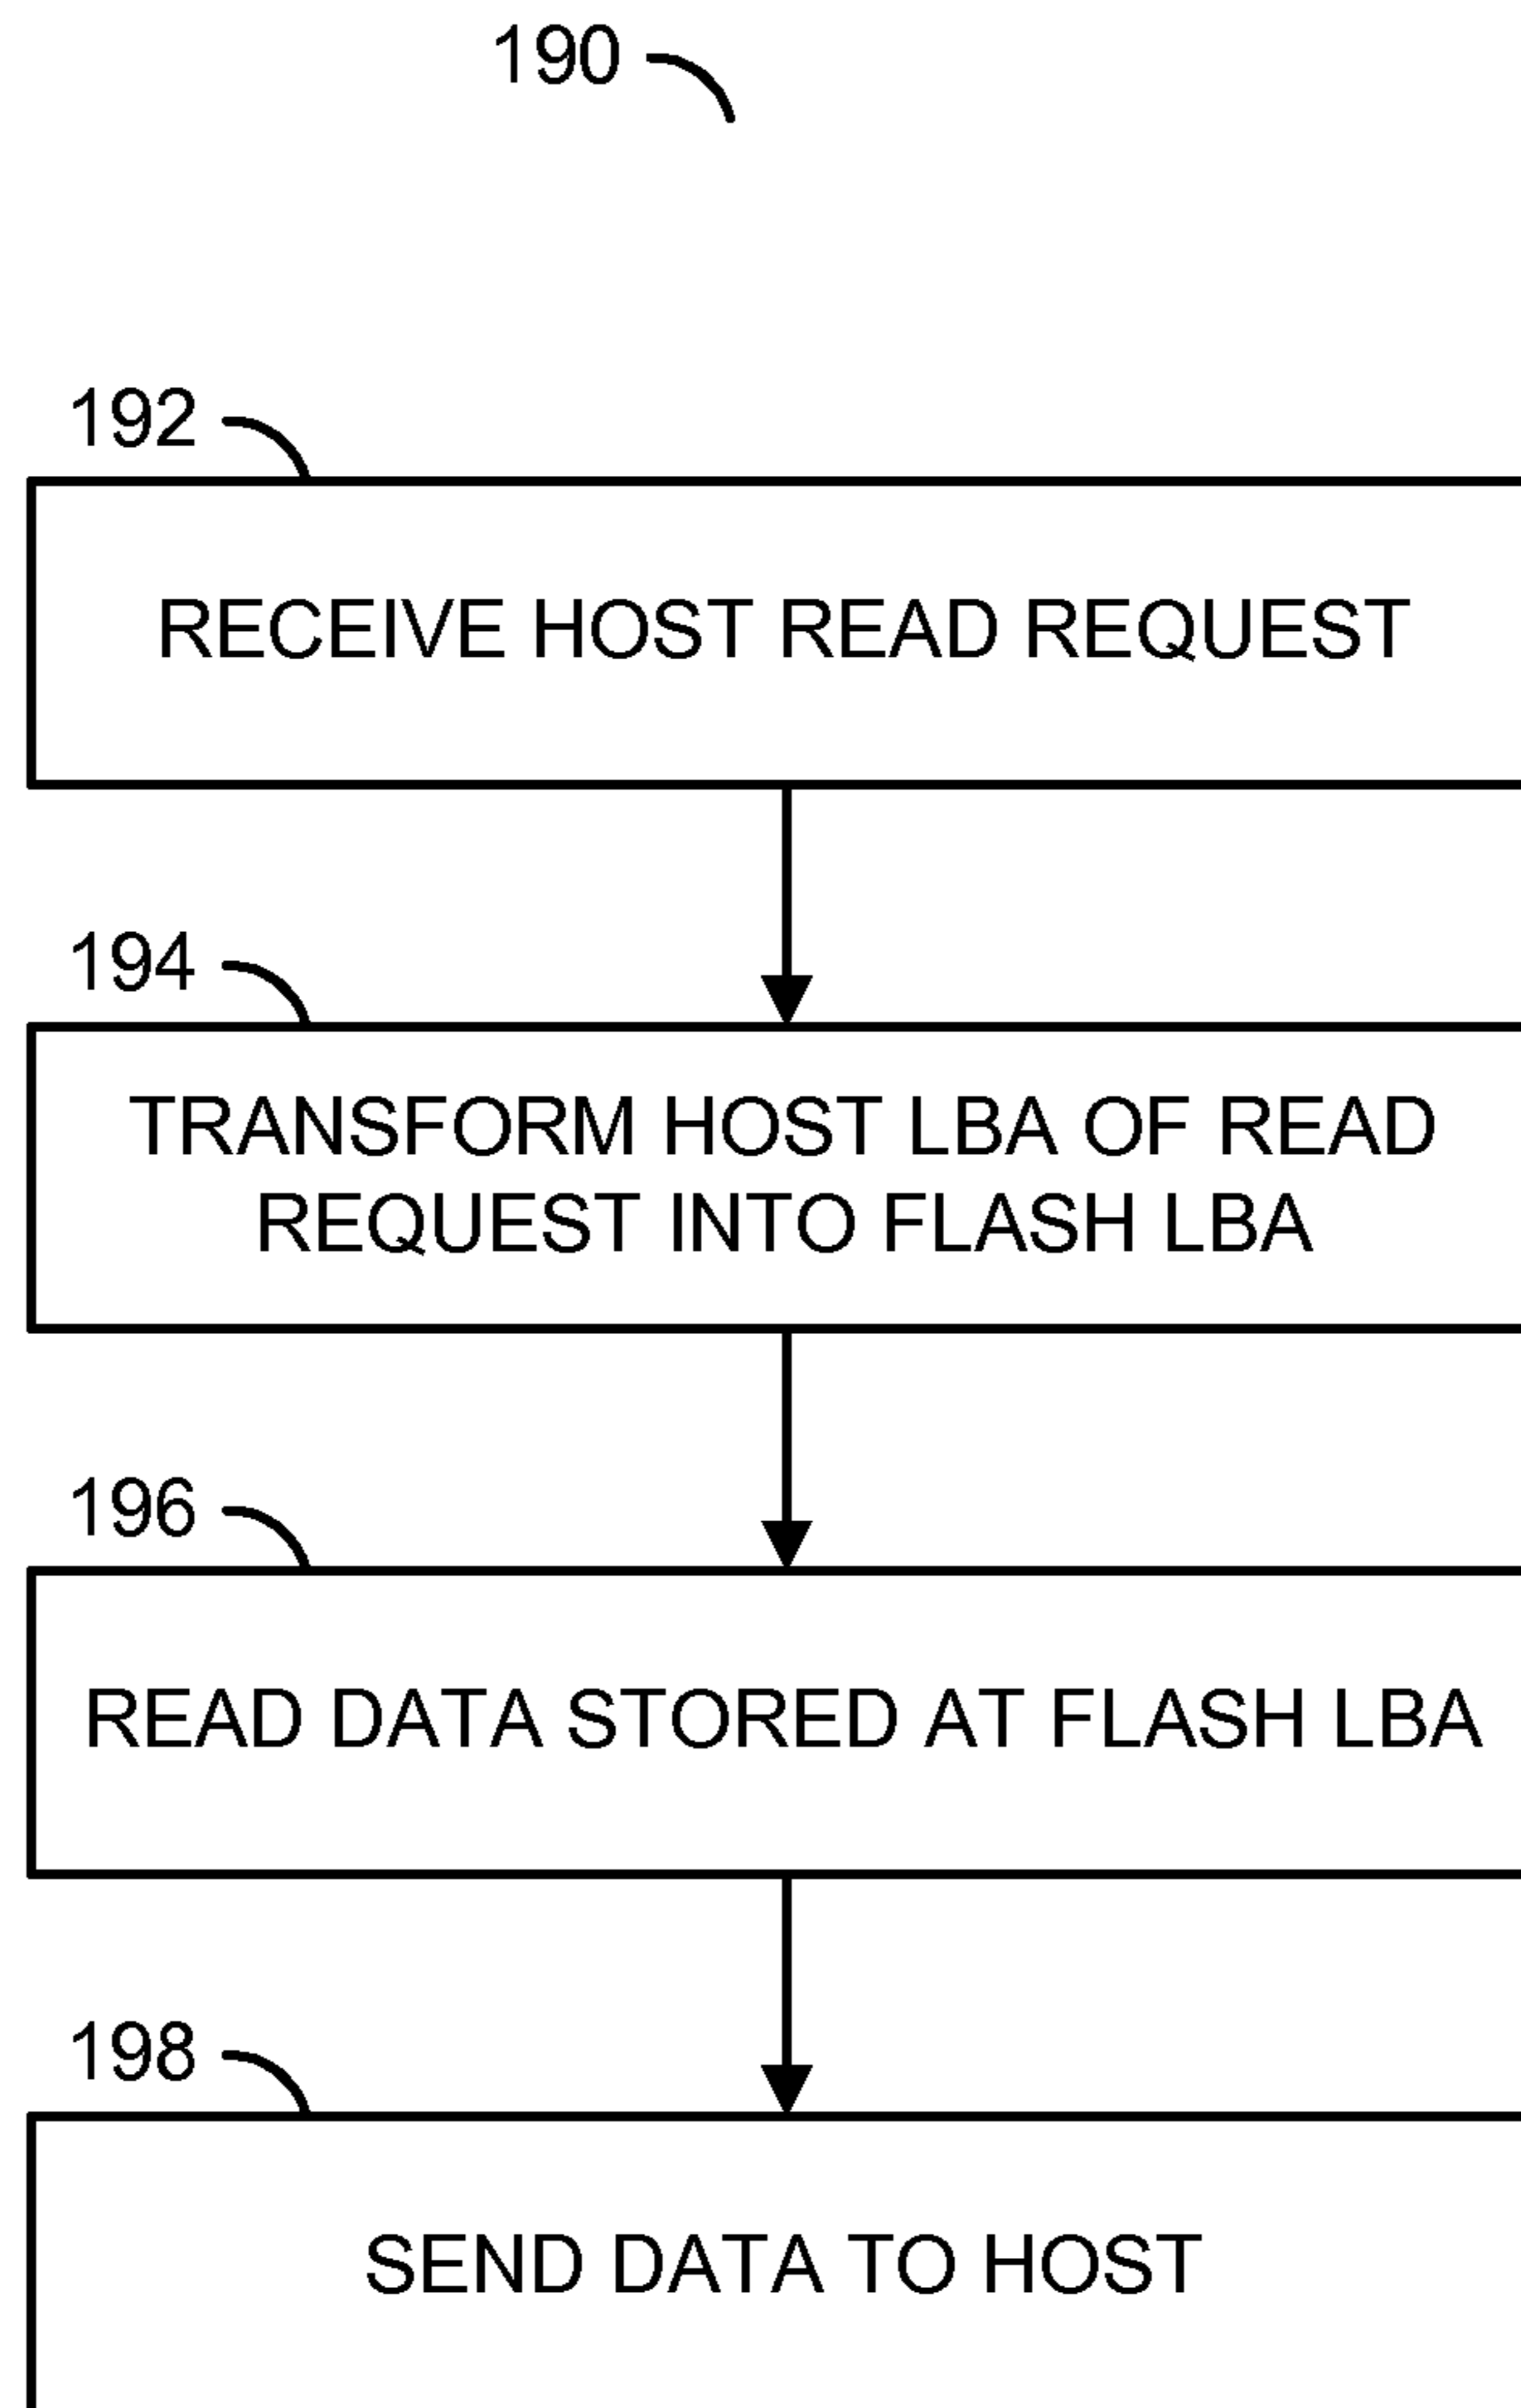 190
192
RECEIVE HOST READ REQUEST
194
TRANSFORM HOST LBA OF READ
REQUEST INTO FLASH LBA
196
READ DATA STORED AT FLASH LBA
198
SEND DATA TO HOST